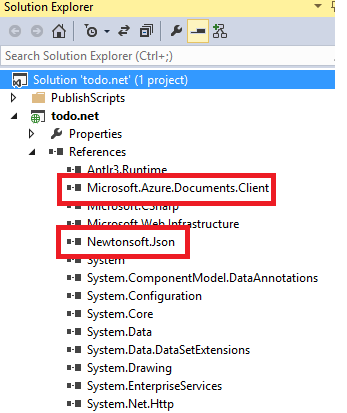 Solution Explorer
Search Solution Explorer (Ctrl+;)
Solution 'todo.net' (1 project)
PublishScripts
todo.net
Properties
References
Antlr3.Runtime
Microsoft.Azure.Documents.Client
Microsoft.CSharp
Microsoft.Web.Infrastructure
Newtonsoft.Json
System
System.ComponentModel.DataAnnotations
System.Configuration
System.Core
System.Data
System.Data.DataSetExtensions
System.Drawing
System.EnterpriseServices
System.Net.Http